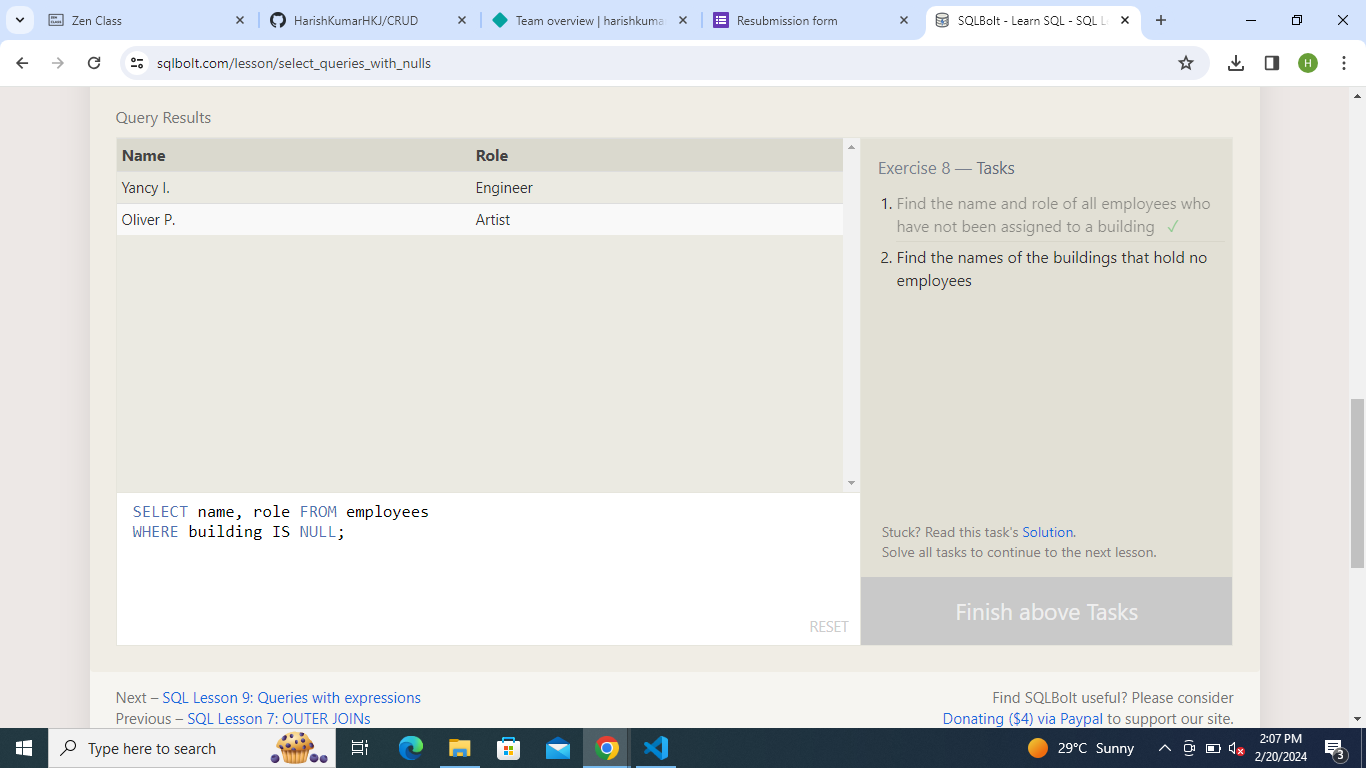 Zen Class
HarishKumarHKJ/CRUD
Team overview | harishkuma
Resubmission form
SQLBolt - Learn SQL - SQL Le
sqlbolt.com/lesson/select_queries_with_nulls
H
Query Results
Name Role
Yancy I. Engineer
Oliver P. Artist
Exercise 8 — Tasks
1. Find the name and role of all employees who
have not been assigned to a building ✓
2. Find the names of the buildings that hold no
employees
SELECT name, role FROM employees
WHERE building IS NULL;
RESET
Stuck? Read this task's Solution.
Solve all tasks to continue to the next lesson.
Finish above Tasks
Next – SQL Lesson 9: Queries with expressions
Previous – SQL Lesson 7: OUTER JOINs
Find SQLBolt useful? Please consider
Donating ($4) via Paypal to support our site.
Type here to search
29°C Sunny
2:07 PM
2/20/2024
3